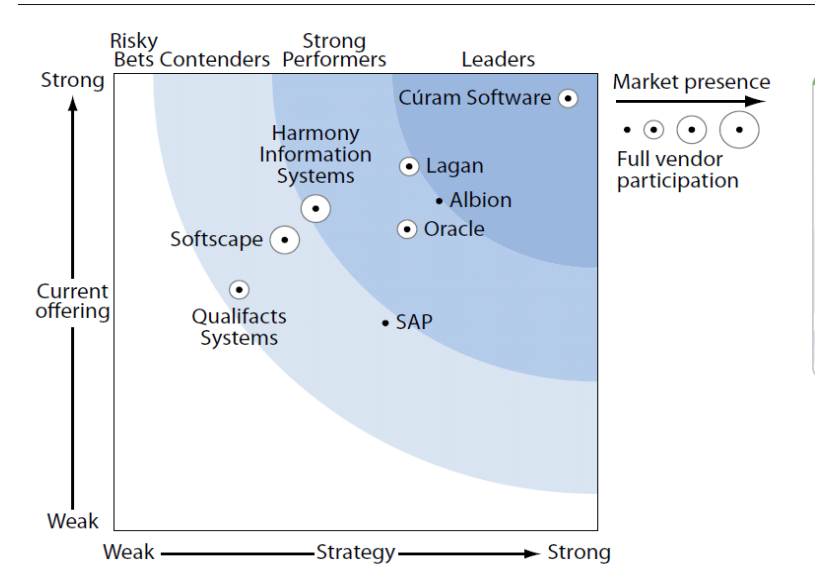 Risky
Bets
Contenders
Strong
Performers
Leaders
Strong
Market presence
Cúram Software
Full vendor
participation
Harmony
Information
Systems
Lagan
Albion
Softscape
Oracle
Current
offering
Qualifacts
Systems
SAP
Weak
Weak
Strategy
Strong